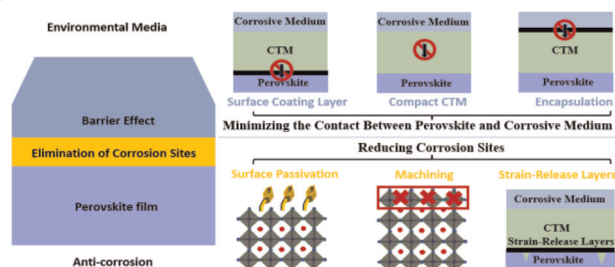 Environmental Media
Barrier Effect
Elimination of Corrosion Sites
Perovskite film
Anti-corrosion
Corrosive Medium
CTM
Perovskite
Surface Coating Layer
Corrosive Medium
CTM
Perovskite
Compact CTM
Corrosive Medium
CTM
Perovskite
Encapsulation
Minimizing the Contact Between Perovskite and Corrosive Medium
Reducing Corrosion Sites
Surface Passivation
Machining
Strain-Release Layers
Corrosive Medium
CTM
Strain-Release Layers
Perovskite